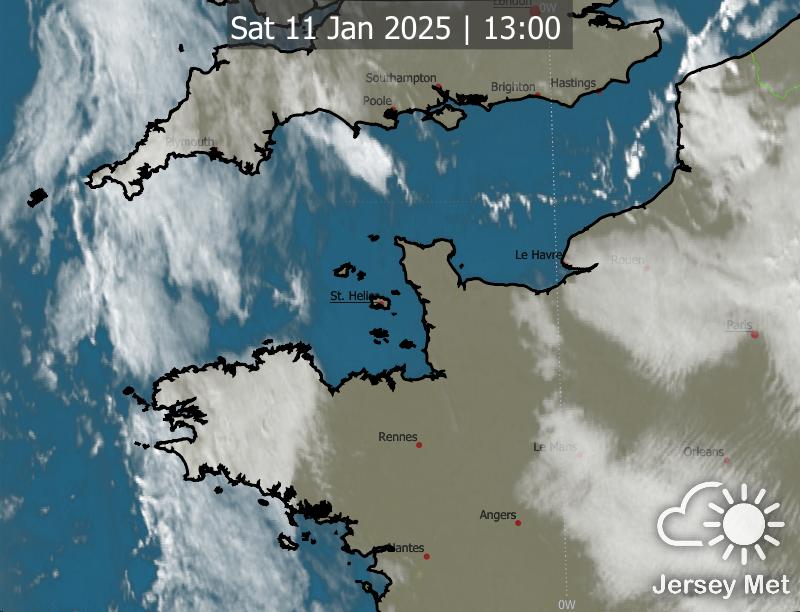 London
0W
Sat 11 Jan 2025 | 13:00
Southampton
Brighton
Hastings
Poole
Plymouth
Le Havre
Rouen
St. Helier
Paris
Rennes
Le Mans
Orleans
Angers
Nantes
Jersey Met
0W